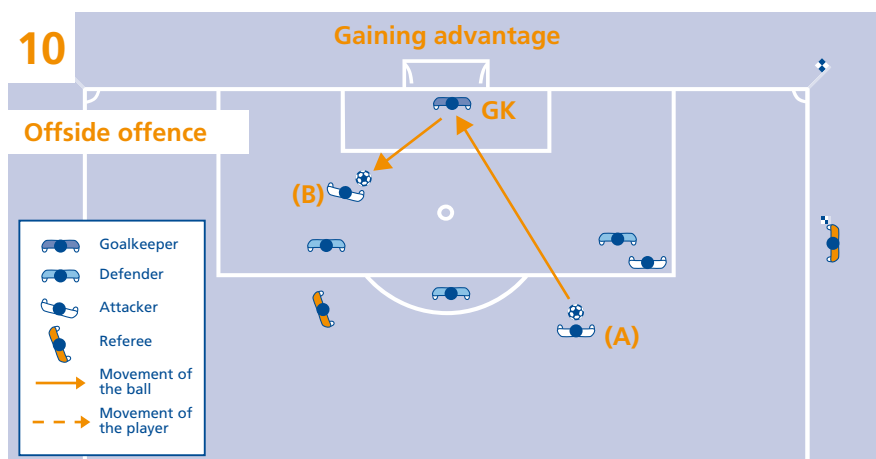 10
Gaining advantage
GK
Offside offence
(B)
(A)
Goalkeeper
Defender
Attacker
Referee
Movement of
the ball
Movement of
the player